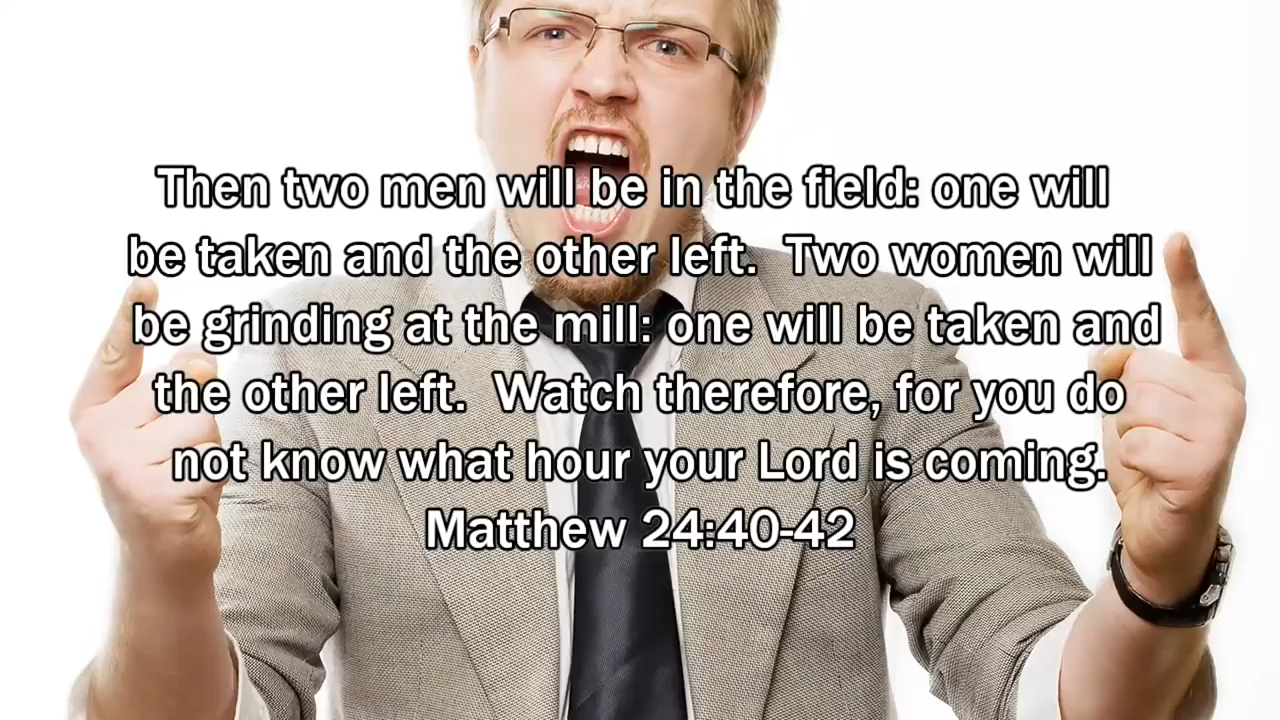 Then two men will be in the field: one will
be taken and the other left.  Two women will
be grinding at the mill: one will be taken and
the other left.  Watch therefore, for you do
not know what hour your Lord is coming.
Matthew 24:40-42